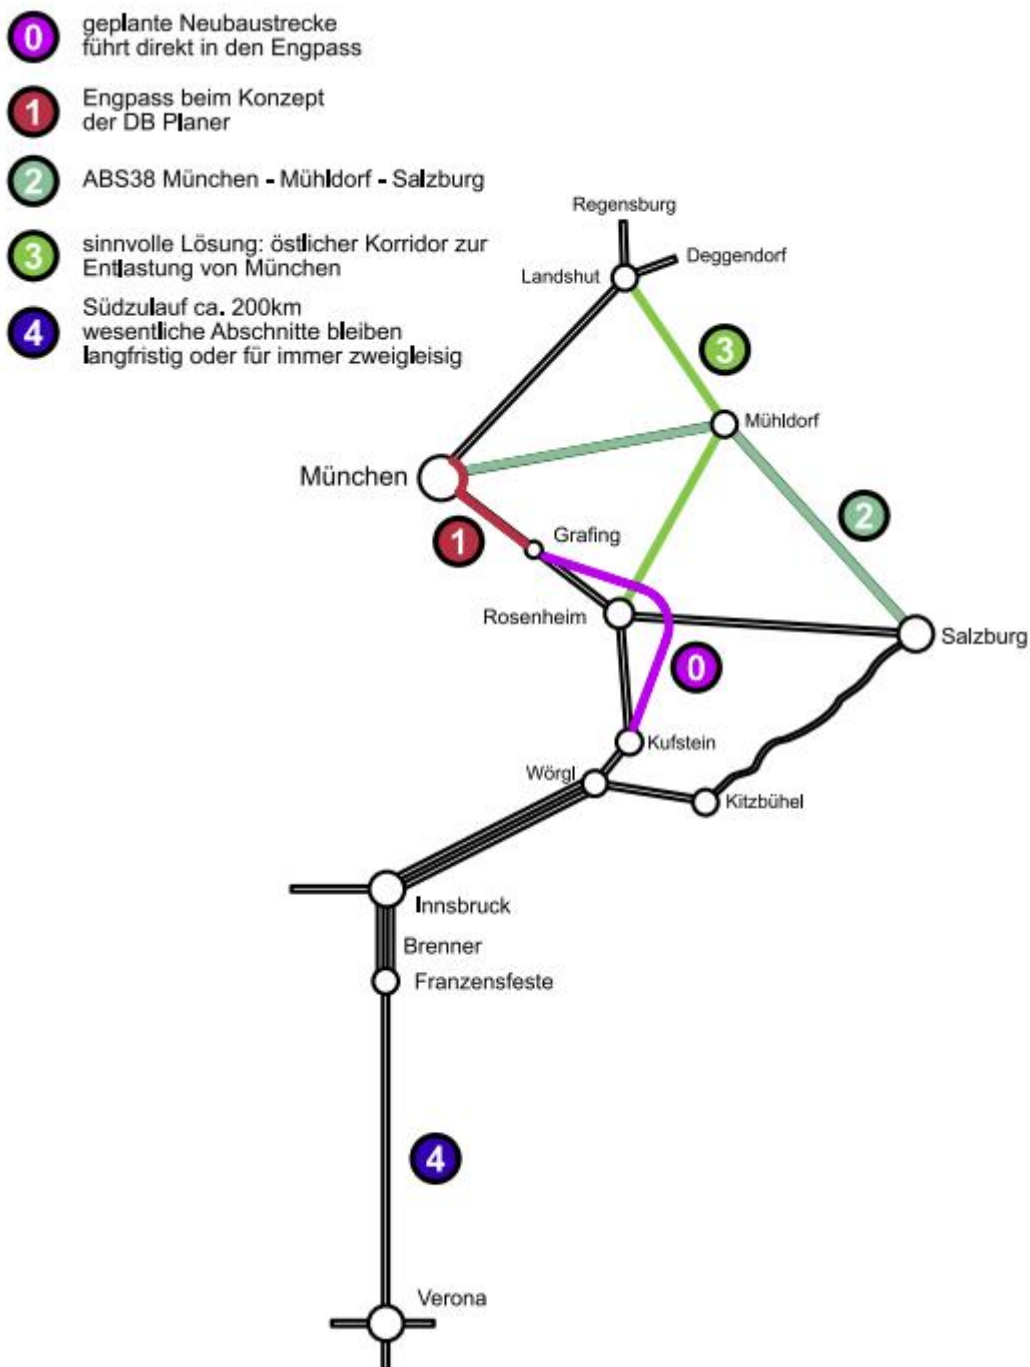 0
geplante Neubaustrecke
führt direkt in den Engpass
1
Engpass beim Konzept
der DB Planer
2
ABS38 München - Mühldorf - Salzburg
3
sinnvolle Lösung: östlicher Korridor zur
Entlastung von München
4
Südzulauf ca. 200km
wesentliche Abschnitte bleiben
langfristig oder für immer zweigleisig
Regensburg
Deggendorf
Landshut
3
Mühldorf
München
2
1
Grafing
Rosenheim
Salzburg
0
Kufstein
Wörgl
Kitzbühel
Innsbruck
Brenner
Franzensfeste
4
Verona